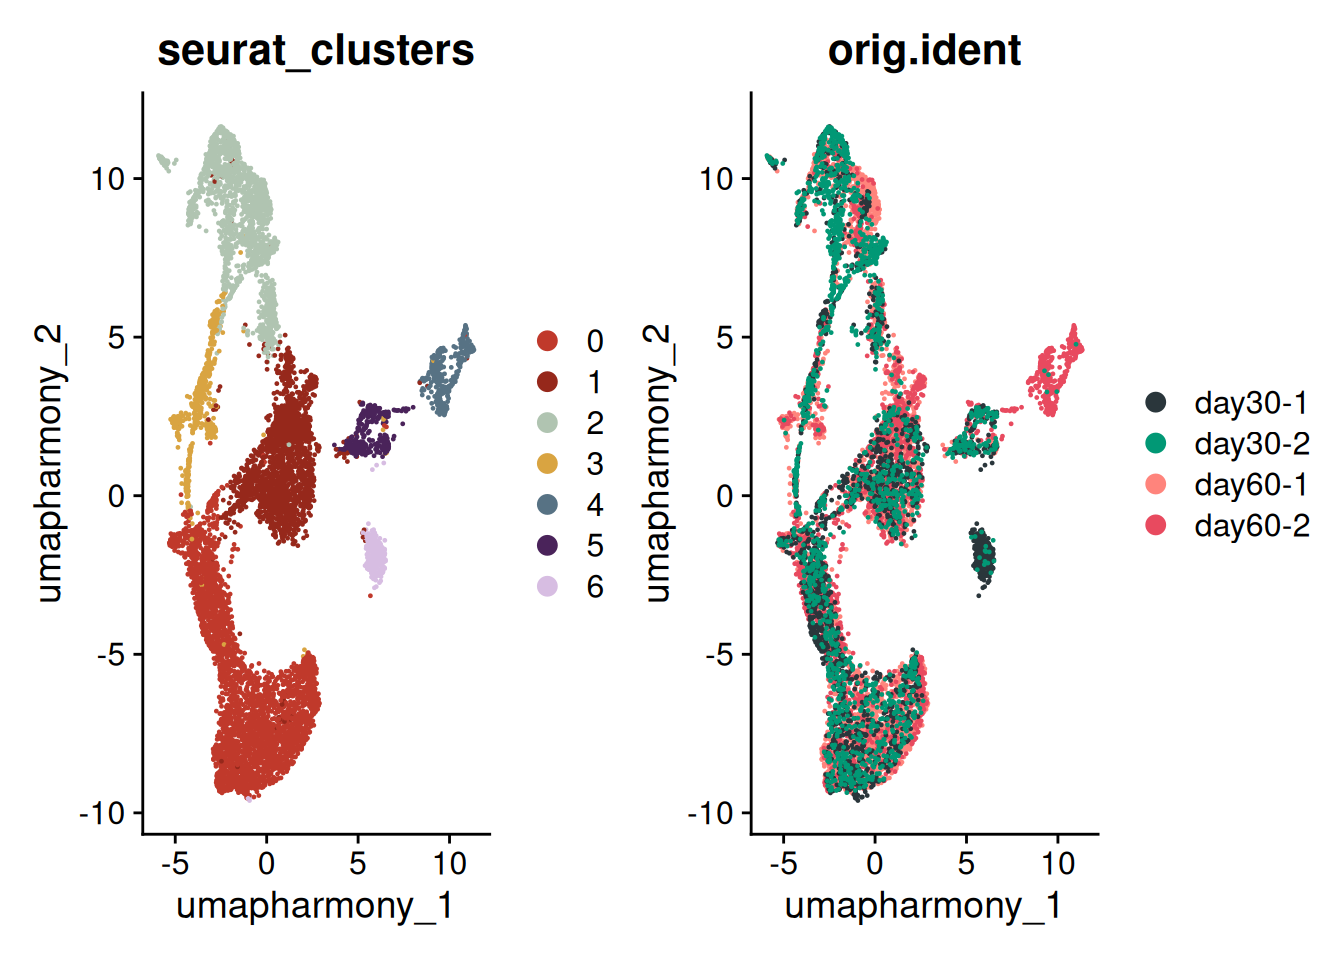 seurat_clusters
umapharmony_2
10
5
0
-5
-10
-5 0 5 10
umapharmony_1
0
1
2
3
4
5
6
orig.ident
umapharmony_2
10
5
0
-5
-10
-5 0 5 10
umapharmony_1
day30-1
day30-2
day60-1
day60-2